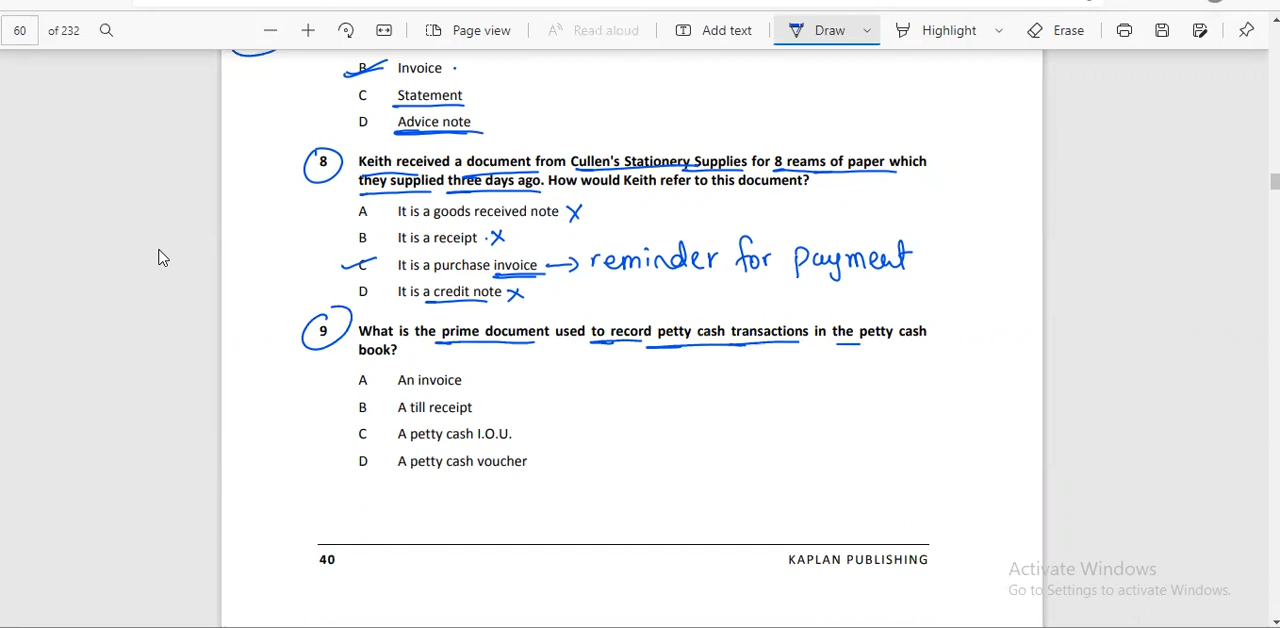 60 of 232 Page view Read aloud Add text Draw Highlight Erase
B Invoice
C Statement
D Advice note
8 Keith received a document from Cullen's Stationery Supplies for 8 reams of paper which
they supplied three days ago. How would Keith refer to this document?
A It is a goods received note X
B It is a receipt X
C It is a purchase invoice → reminder for payment
D It is a credit note X
9 What is the prime document used to record petty cash transactions in the petty cash
book?
A An invoice
B A till receipt
C A petty cash I.O.U.
D A petty cash voucher
40 KAPLAN PUBLISHING
Activate Windows
Go to Settings to activate Windows.